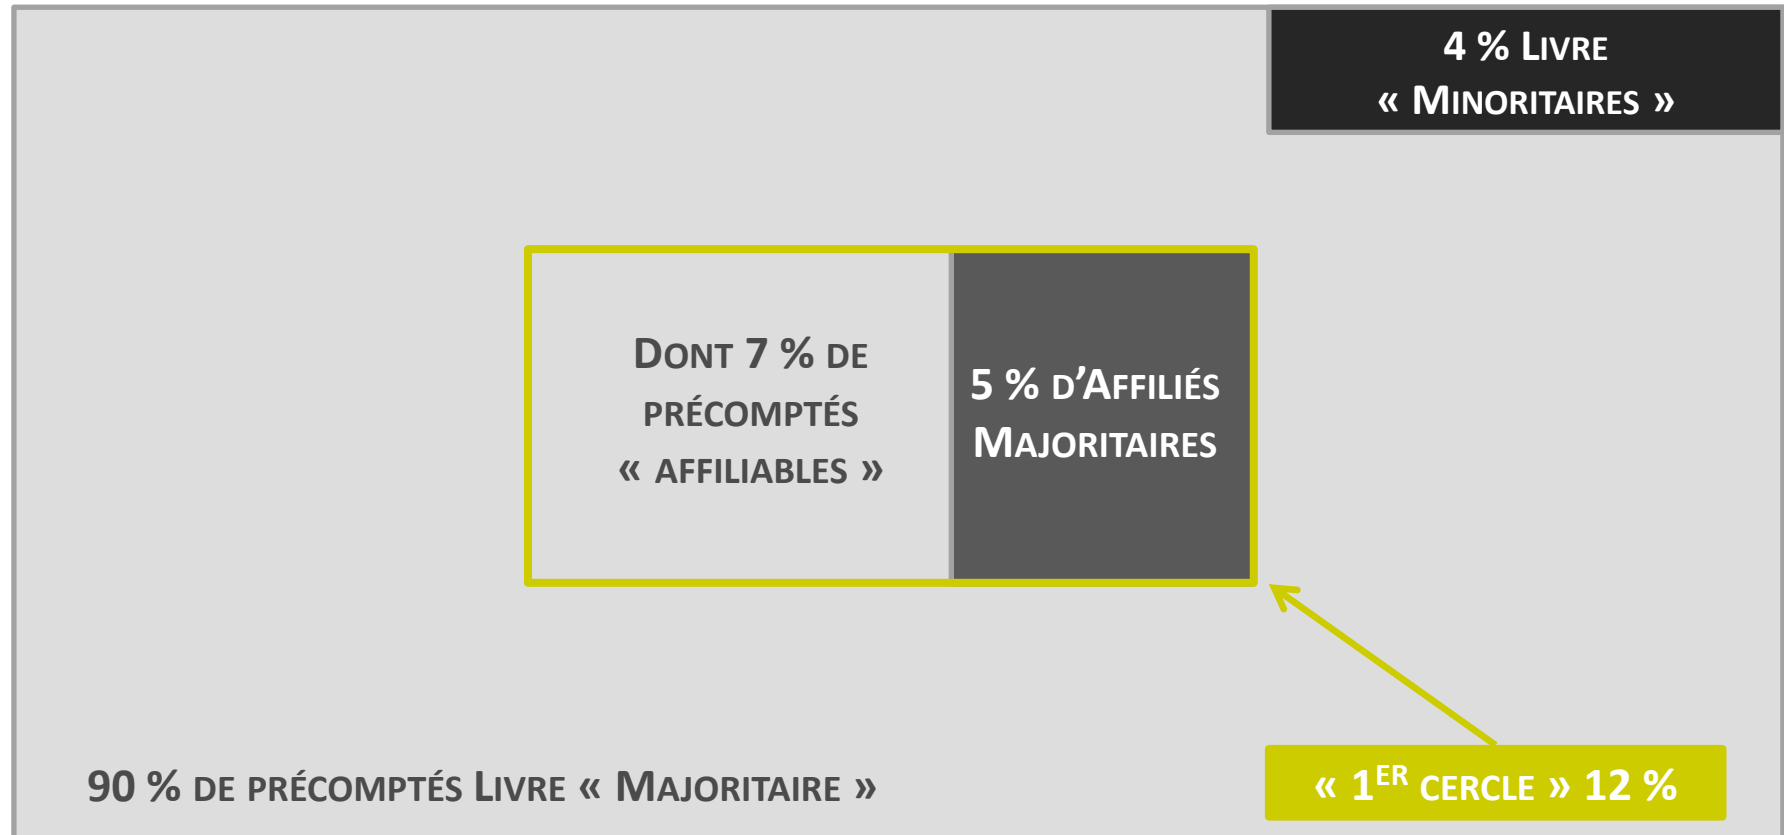 4 % Livre
« Minoritaires »
Dont 7 % de
précomptés
« affiliables »
5 % d’Affiliés
Majoritaires
90 % de précomptés Livre « Majoritaire »
« 1er cercle » 12 %